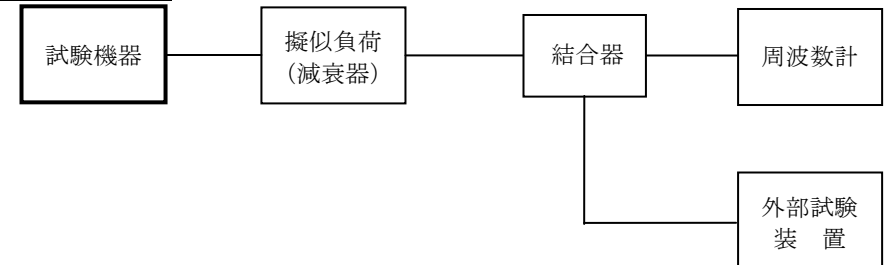 試験機器
擬似負荷
(減衰器)
結合器
周波数計
外部試験
装　置